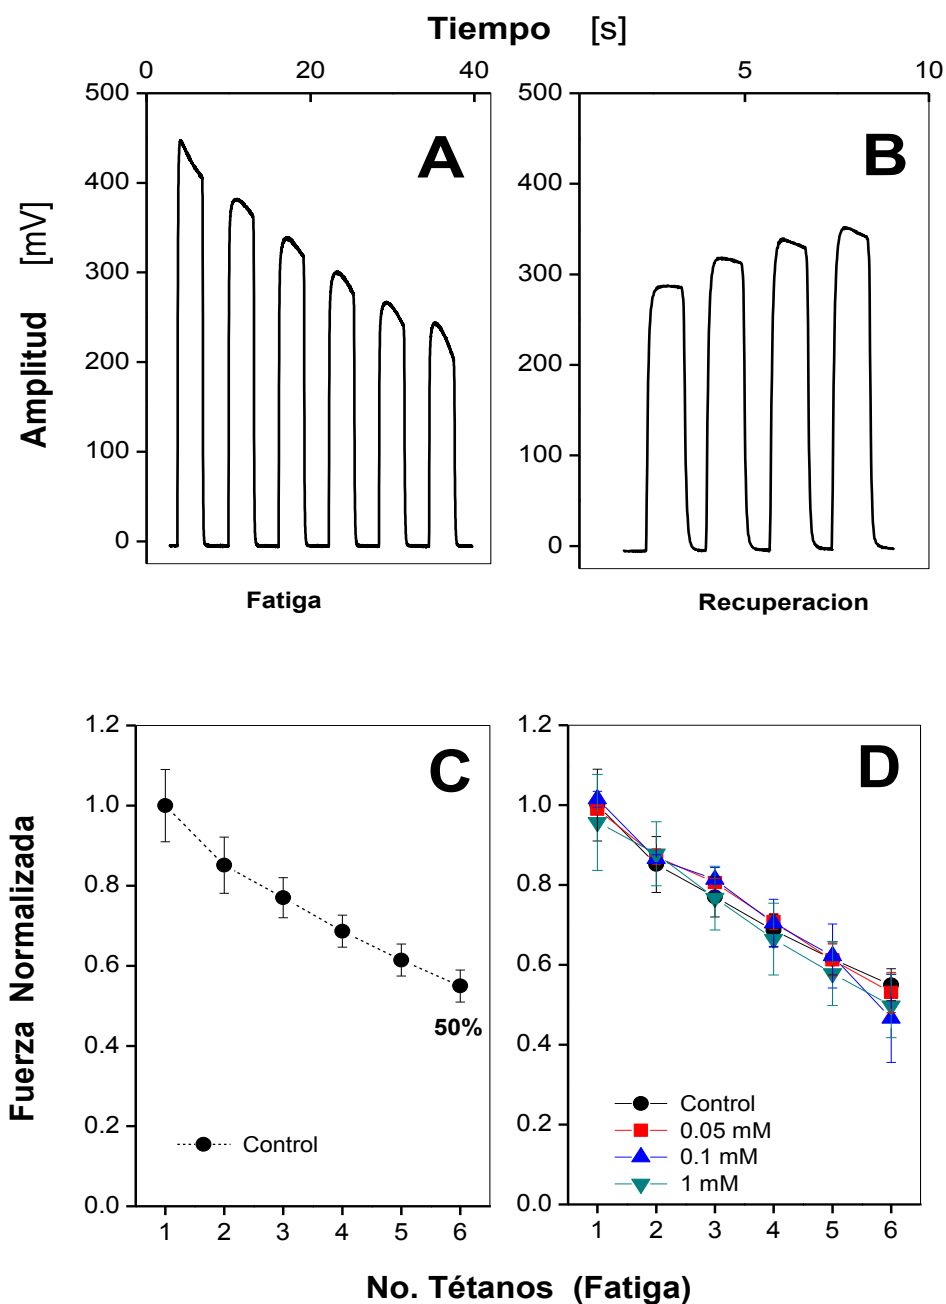 Tiempo [s]
0 20 40
5 10
Amplitud [mV]
500
400
300
200
100
0
A
Fatiga
500
400
300
200
100
0
B
Recuperacion
Fuerza Normalizada
1.2
1.0
0.8
0.6
0.4
0.2
0.0
C
50%
Control
1 2 3 4 5 6
1.2
1.0
0.8
0.6
0.4
0.2
0.0
D
Control
0.05 mM
0.1 mM
1 mM
1 2 3 4 5 6
No. Tétanos (Fatiga)